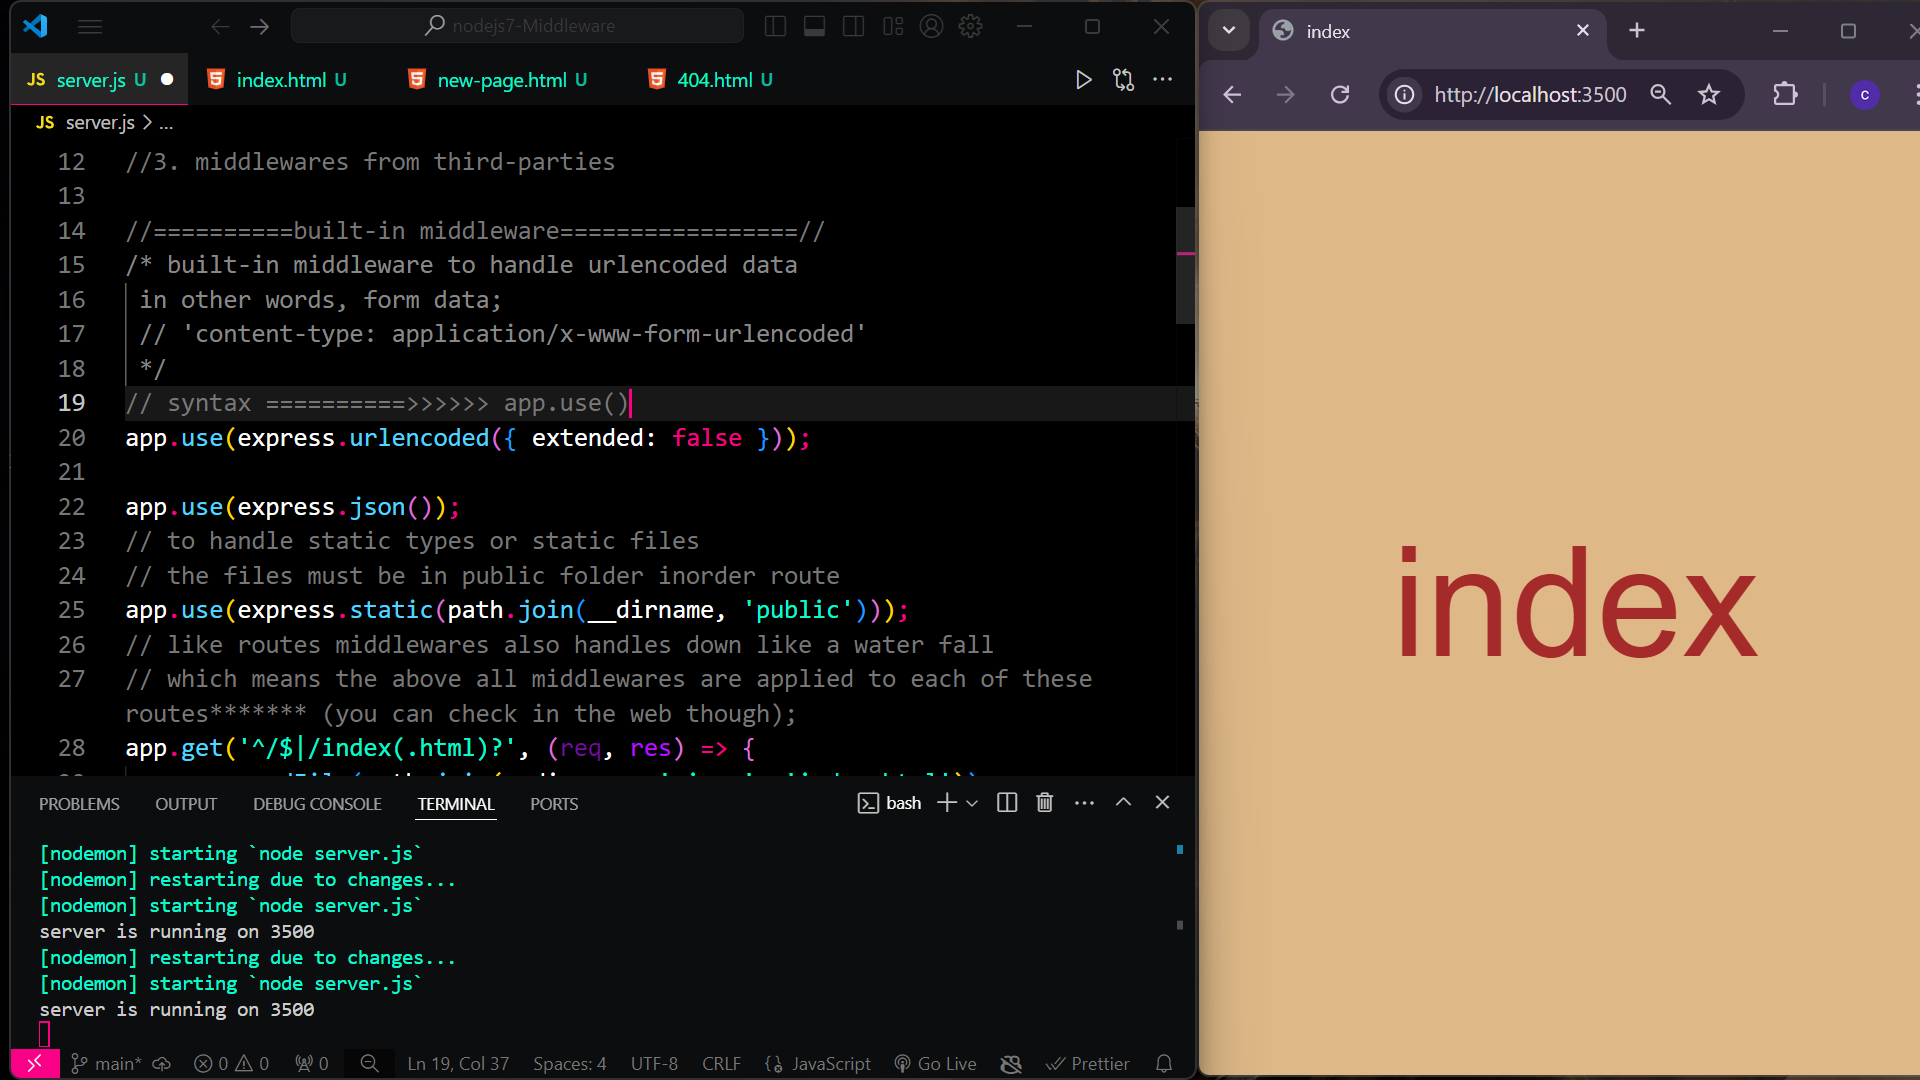 nodejs7-Middleware
JS server.js U
index.html U
new-page.html U
404.html U
JS server.js > ...
12 //3. middlewares from third-parties
13
14 //==========built-in middleware=================//
15 /* built-in middleware to handle urlencoded data
16 in other words, form data;
17 // 'content-type: application/x-www-form-urlencoded'
18 */
19 // syntax ==========>>>>>> app.use()
20 app.use(express.urlencoded({ extended: false }));
21
22 app.use(express.json());
23 // to handle static types or static files
24 // the files must be in public folder inorder route
25 app.use(express.static(path.join(__dirname, 'public')));
26 // like routes middlewares also handles down like a water fall
27 // which means the above all middlewares are applied to each of these
routes******* (you can check in the web though);
28 app.get('^/$|/index(.html)?', (req, res) => {
PROBLEMS OUTPUT DEBUG CONSOLE TERMINAL PORTS
bash
[nodemon] starting `node server.js`
[nodemon] restarting due to changes...
[nodemon] starting `node server.js`
server is running on 3500
[nodemon] restarting due to changes...
[nodemon] starting `node server.js`
server is running on 3500
main* 0 0 0 Ln 19, Col 37 Spaces: 4 UTF-8 CRLF JavaScript Go Live Prettier
index
http://localhost:3500
c
index